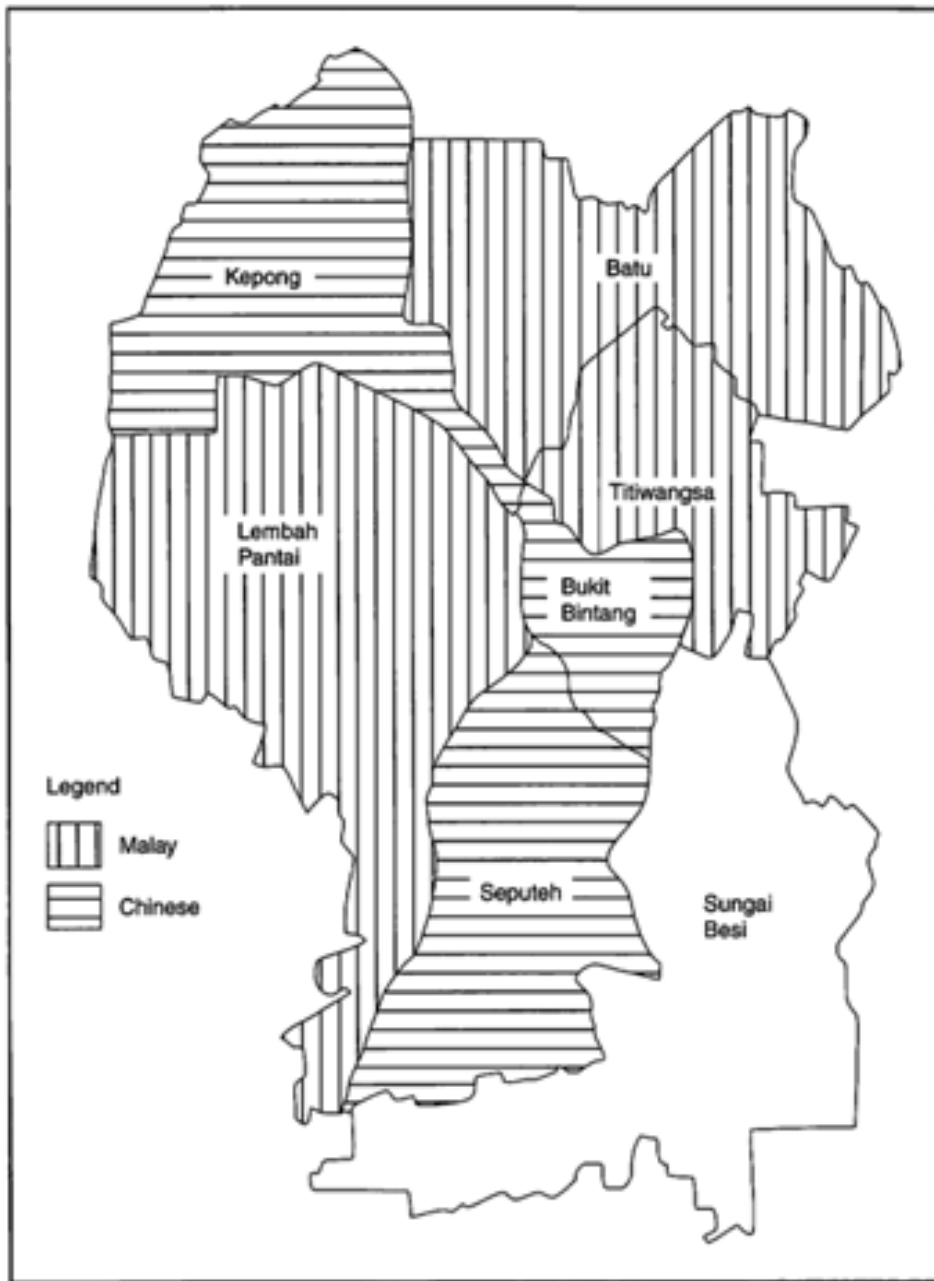 Kepong
Batu
Titiwangsa
Lembah
Pantai
Bukit
Bintang
Legend
Malay
Chinese
Seputeh
Sungai
Besi